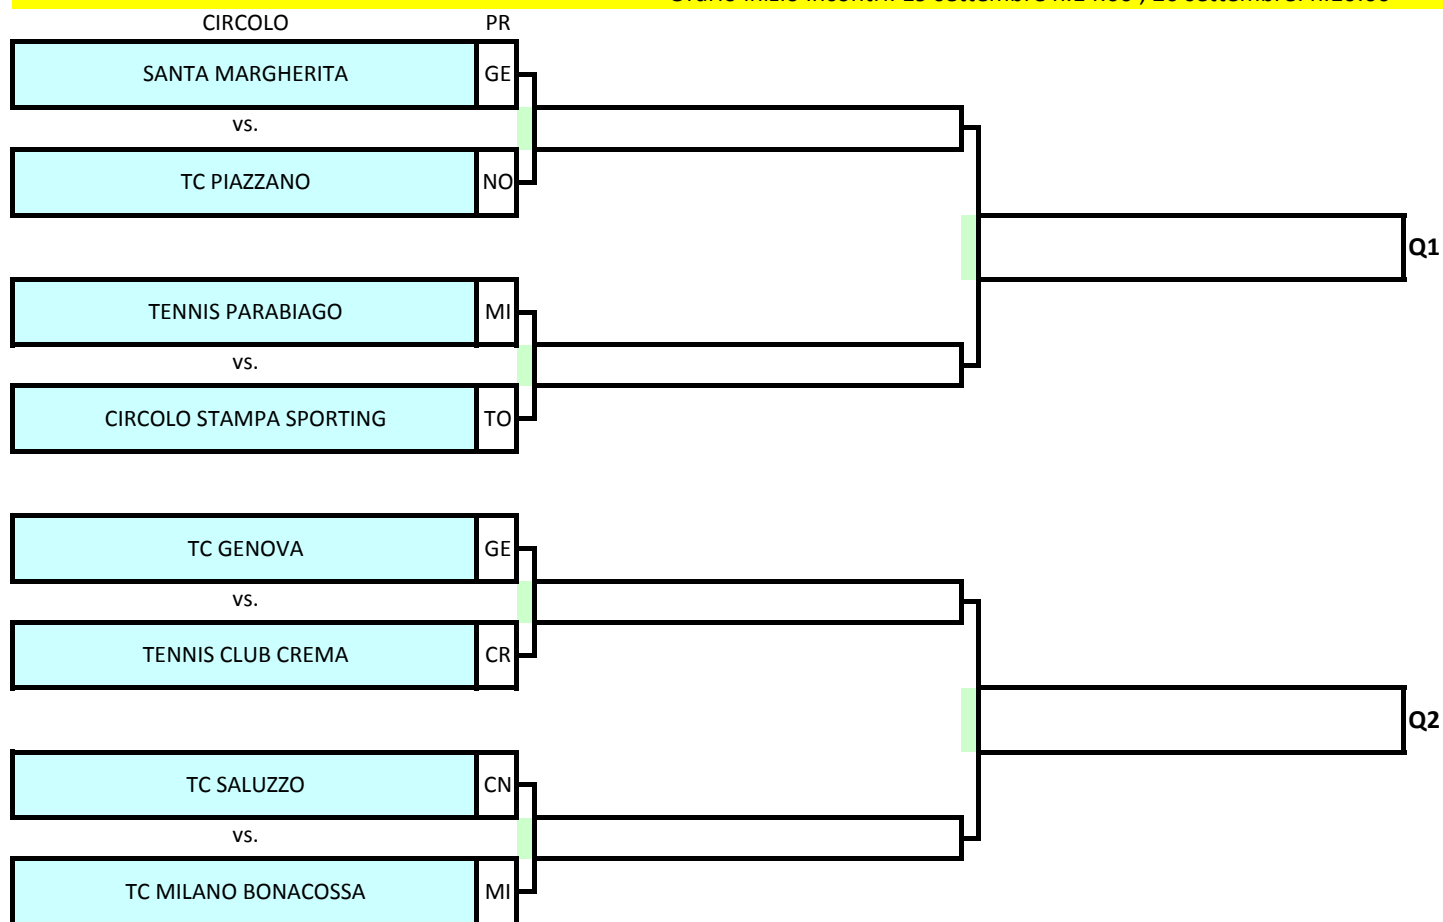 CIRCOLO PR
SANTA MARGHERITA GE
vs.
TC PIAZZANO NO
Q1
TENNIS PARABIAGO MI
vs.
CIRCOLO STAMPA SPORTING TO
TC GENOVA GE
vs.
TENNIS CLUB CREMA CR
Q2
TC SALUZZO CN
vs.
TC MILANO BONACOSSA MI